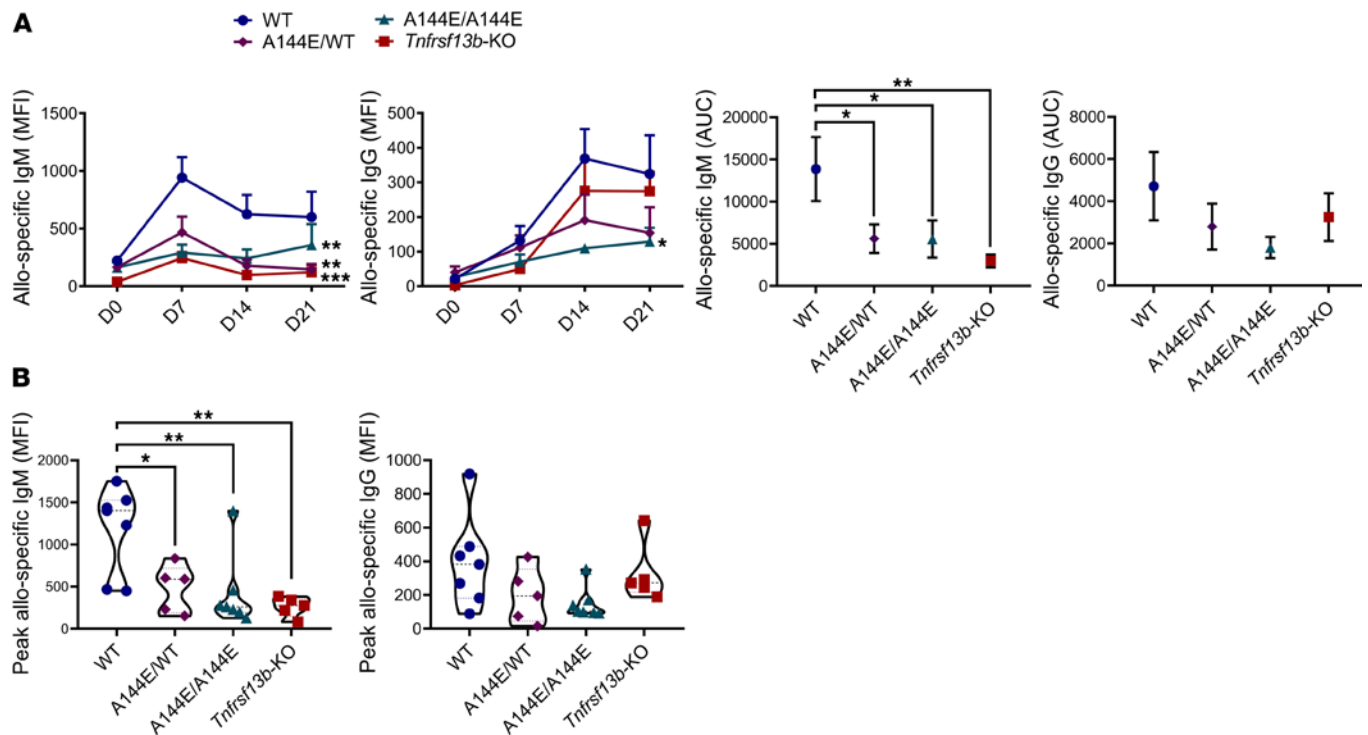 A
WT
A144E/A144E
A144E/WT
Tnfrsf13b-KO
Allo-specific IgM (MFI)
1500
1000
500
0
D0
D7
D14
D21
**
**
***
Allo-specific IgG (MFI)
500
400
300
200
100
0
D0
D7
D14
D21
*
Allo-specific IgM (AUC)
20000
15000
10000
5000
0
**
*
*
WT
A144E/WT
A144E/A144E
Tnfrsf13b-KO
Allo-specific IgG (AUC)
8000
6000
4000
2000
0
WT
A144E/WT
A144E/A144E
Tnfrsf13b-KO
B
Peak allo-specific IgM (MFI)
2000
1500
1000
500
0
**
**
*
WT
A144E/WT
A144E/A144E
Tnfrsf13b-KO
Peak allo-specific IgG (MFI)
1000
800
600
400
200
0
WT
A144E/WT
A144E/A144E
Tnfrsf13b-KO